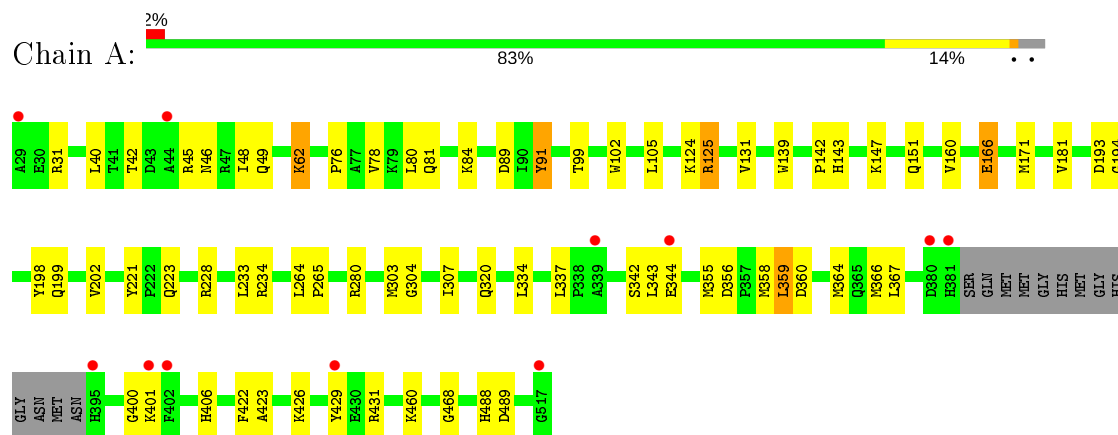 2%
Chain A:
83% 14% • •
A29 E30 R31 L40 T41 T42 D43 A44 R45 N46 R47 I48 Q49 K62 P76 A77 V78 K79 L80 Q81 K84 D89 I90 Y91 T99 W102 L105 K124 R125 V131 W139 P142 H143 K147 Q151 V160 E166 M171 V181 D193
Y198 Q199 V202 Y221 P222 Q223 R228 L233 R234 L264 P265 R280 M303 G304 I307 Q320 L334 L337 P338 A339 S342 L343 E344 M355 D356 P357 M358 L359 D360 M364 Q365 M366 L367 D380 H381 SER GLN MET MET GLY HIS MET GLY HIS
GLY ASN MET ASN H395 G400 K401 F402 H406 F422 A423 K426 Y429 E430 R431 K460 G468 H488 D489 G517